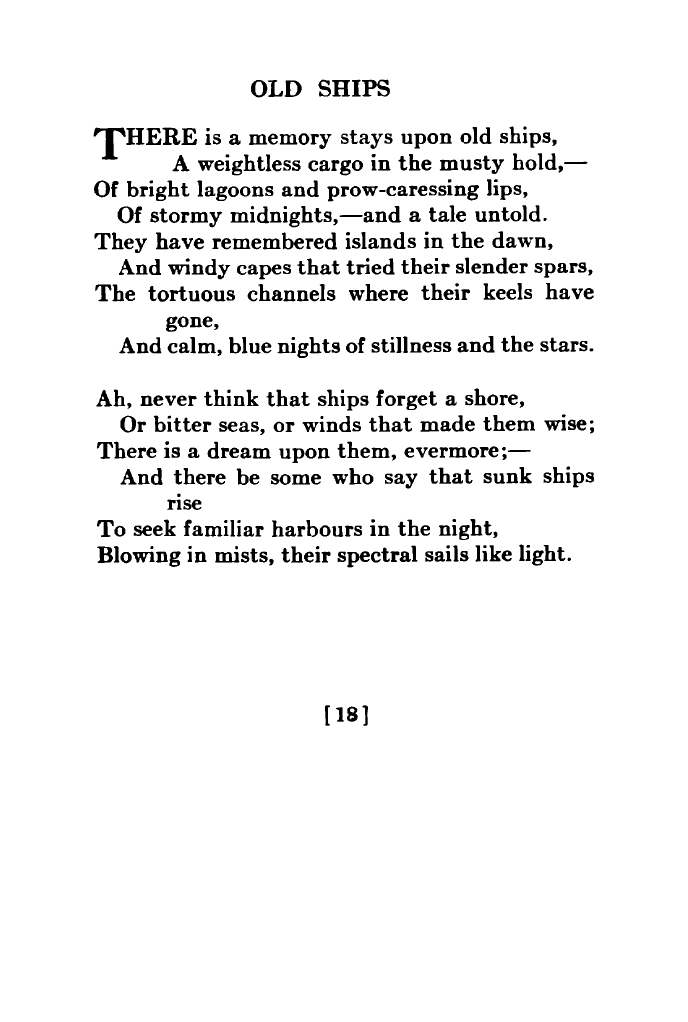 OLD SHIPS
THERE is a memory stays upon old ships,
A weightless cargo in the musty hold,—
Of bright lagoons and prow-caressing lips,
Of stormy midnights,—and a tale untold.
They have remembered islands in the dawn,
And windy capes that tried their slender spars,
The tortuous channels where their keels have
gone,
And calm, blue nights of stillness and the stars.
Ah, never think that ships forget a shore,
Or bitter seas, or winds that made them wise;
There is a dream upon them, evermore;—
And there be some who say that sunk ships
rise
To seek familiar harbours in the night,
Blowing in mists, their spectral sails like light.
[18]